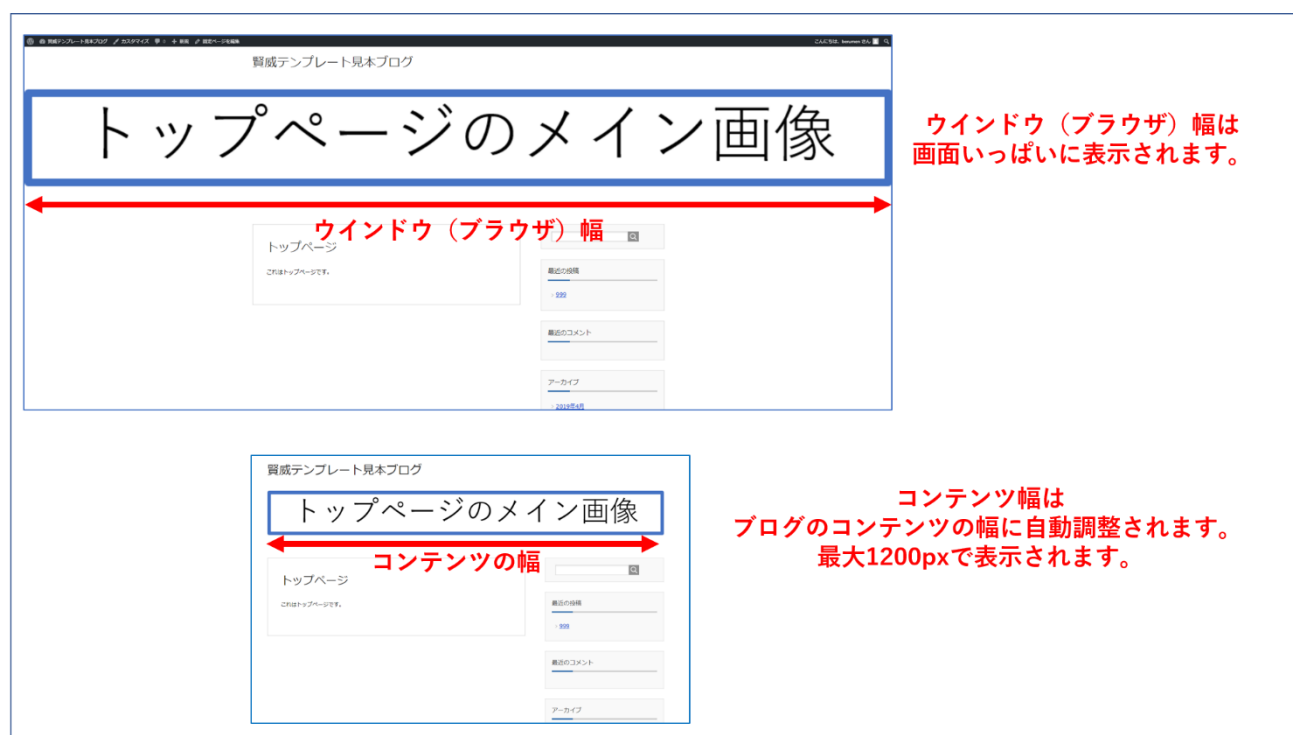 賢威テンプレート見本ブログ カスタマイズ 0 + 新規 固定ページを編集
こんにちは、 さん
賢威テンプレート見本ブログ
トップページのメイン画像
ウインドウ（ブラウザ）幅は
画面いっぱいに表示されます。
ウインドウ（ブラウザ）幅
トップページ
これはトップページです。
最近の投稿
999
最近のコメント
アーカイブ
2019年4月
賢威テンプレート見本ブログ
トップページのメイン画像
コンテンツの幅
コンテンツ幅は
ブログのコンテンツの幅に自動調整されます。
最大1200pxで表示されます。
トップページ
これはトップページです。
最近の投稿
999
最近のコメント
アーカイブ